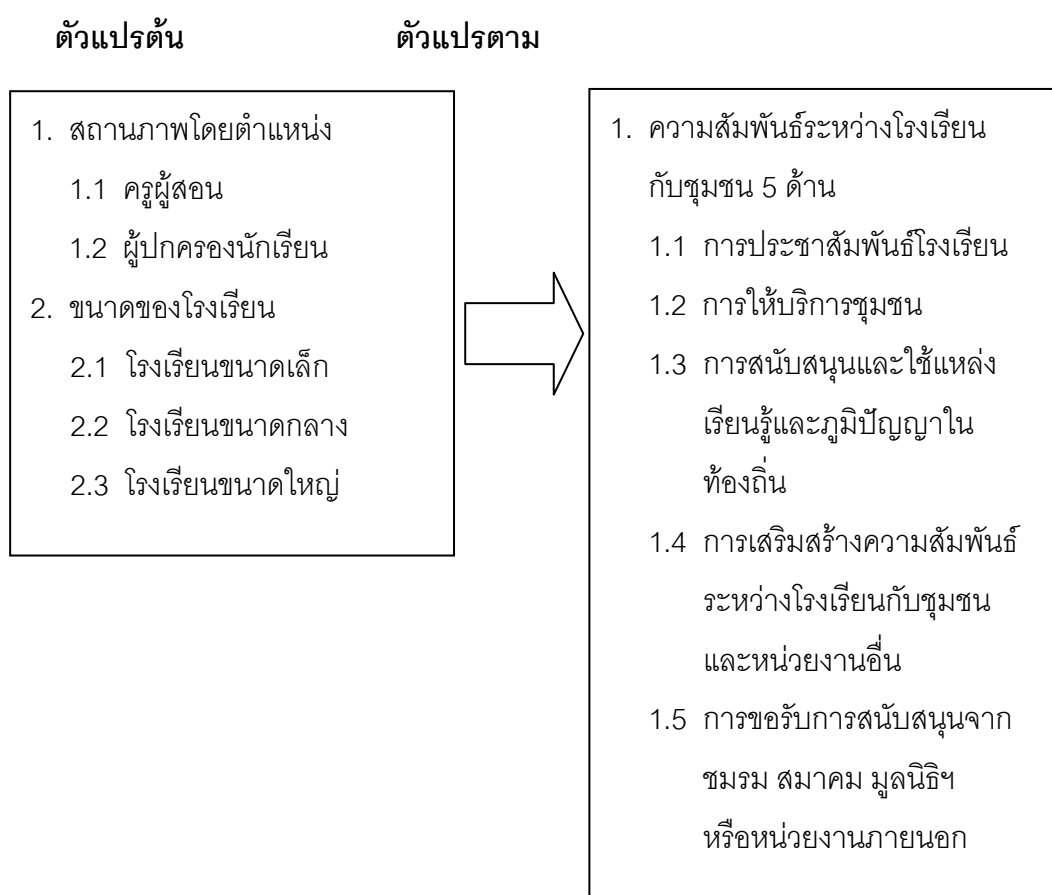 ตัวแปรต้น
ตัวแปรตาม
1. สถานภาพโดยตำแหน่ง
1.1 ครูผู้สอน
1.2 ผู้ปกครองนักเรียน
2. ขนาดของโรงเรียน
2.1 โรงเรียนขนาดเล็ก
2.2 โรงเรียนขนาดกลาง
2.3 โรงเรียนขนาดใหญ่
1. ความสัมพันธ์ระหว่างโรงเรียน
กับชุมชน 5 ด้าน
1.1 การประชาสัมพันธ์โรงเรียน
1.2 การให้บริการชุมชน
1.3 การสนับสนุนและใช้แหล่ง
เรียนรู้และภูมิปัญญาใน
ท้องถิ่น
1.4 การเสริมสร้างความสัมพันธ์
ระหว่างโรงเรียนกับชุมชน
และหน่วยงานอื่น
1.5 การขอรับการสนับสนุนจาก
ชมรม สมาคม มูลนิธิฯ
หรือหน่วยงานภายนอก